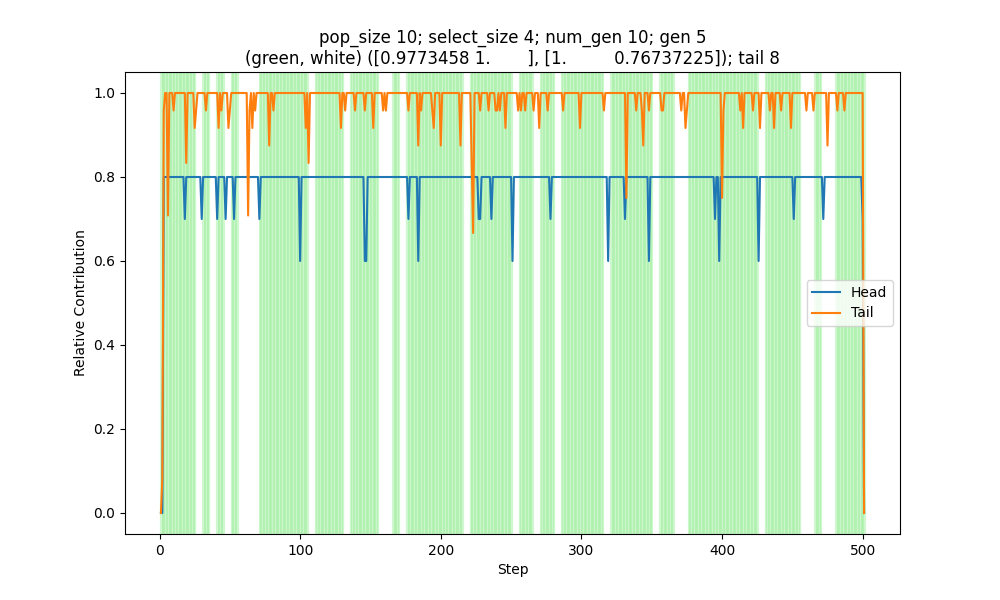 pop_size 10; select_size 4; num_gen 10; gen 5
(green, white) ([0.9773458 1.        ], [1.          0.76737225]); tail 8
1.0
0.8
0.6
0.4
0.2
0.0
Relative Contribution
Head
Tail
0
100
200
300
400
500
Step